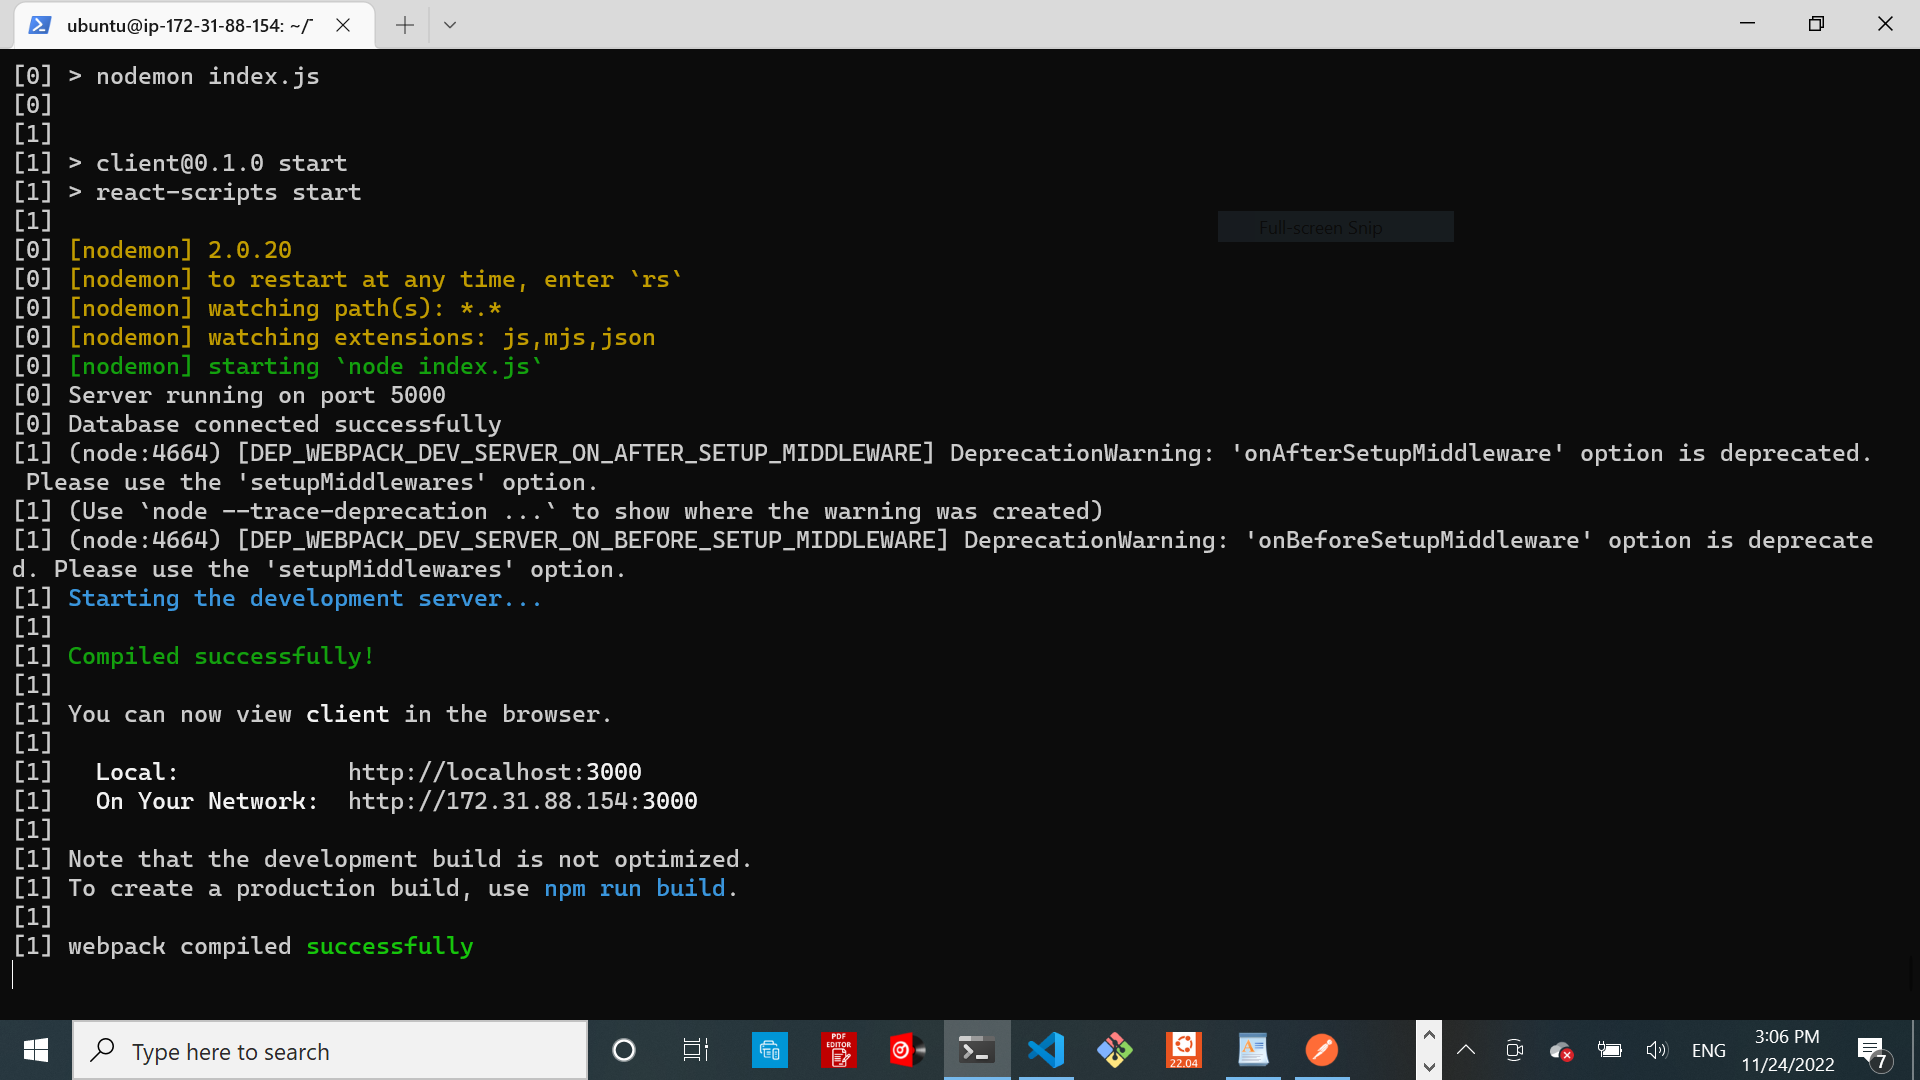 ubuntu@ip-172-31-88-154: ~/
[0] > nodemon index.js
[0]
[1]
[1] > client@0.1.0 start
[1] > react-scripts start
[1]
Full-screen Snip
[0] [nodemon] 2.0.20
[0] [nodemon] to restart at any time, enter `rs`
[0] [nodemon] watching path(s): *.*
[0] [nodemon] watching extensions: js,mjs,json
[0] [nodemon] starting `node index.js`
[0] Server running on port 5000
[0] Database connected successfully
[1] (node:4664) [DEP_WEBPACK_DEV_SERVER_ON_AFTER_SETUP_MIDDLEWARE] DeprecationWarning: 'onAfterSetupMiddleware' option is deprecated.
Please use the 'setupMiddlewares' option.
[1] (Use `node --trace-deprecation ...` to show where the warning was created)
[1] (node:4664) [DEP_WEBPACK_DEV_SERVER_ON_BEFORE_SETUP_MIDDLEWARE] DeprecationWarning: 'onBeforeSetupMiddleware' option is deprecate
d. Please use the 'setupMiddlewares' option.
[1] Starting the development server...
[1]
[1] Compiled successfully!
[1]
[1] You can now view client in the browser.
[1]
[1]   Local:            http://localhost:3000
[1]   On Your Network:  http://172.31.88.154:3000
[1]
[1] Note that the development build is not optimized.
[1] To create a production build, use npm run build.
[1]
[1] webpack compiled successfully
Type here to search
PDF
EDITOR
22.04
ENG
3:06 PM
11/24/2022
7